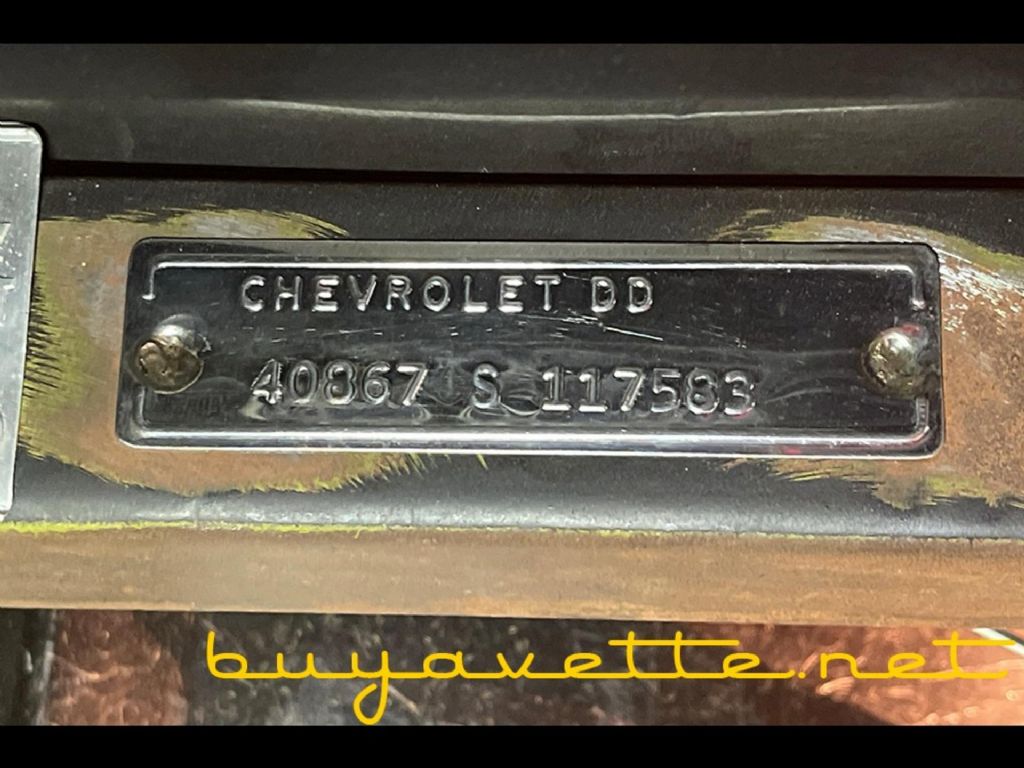 CHEVROLET DD
40867 S 117583
buyavette.net